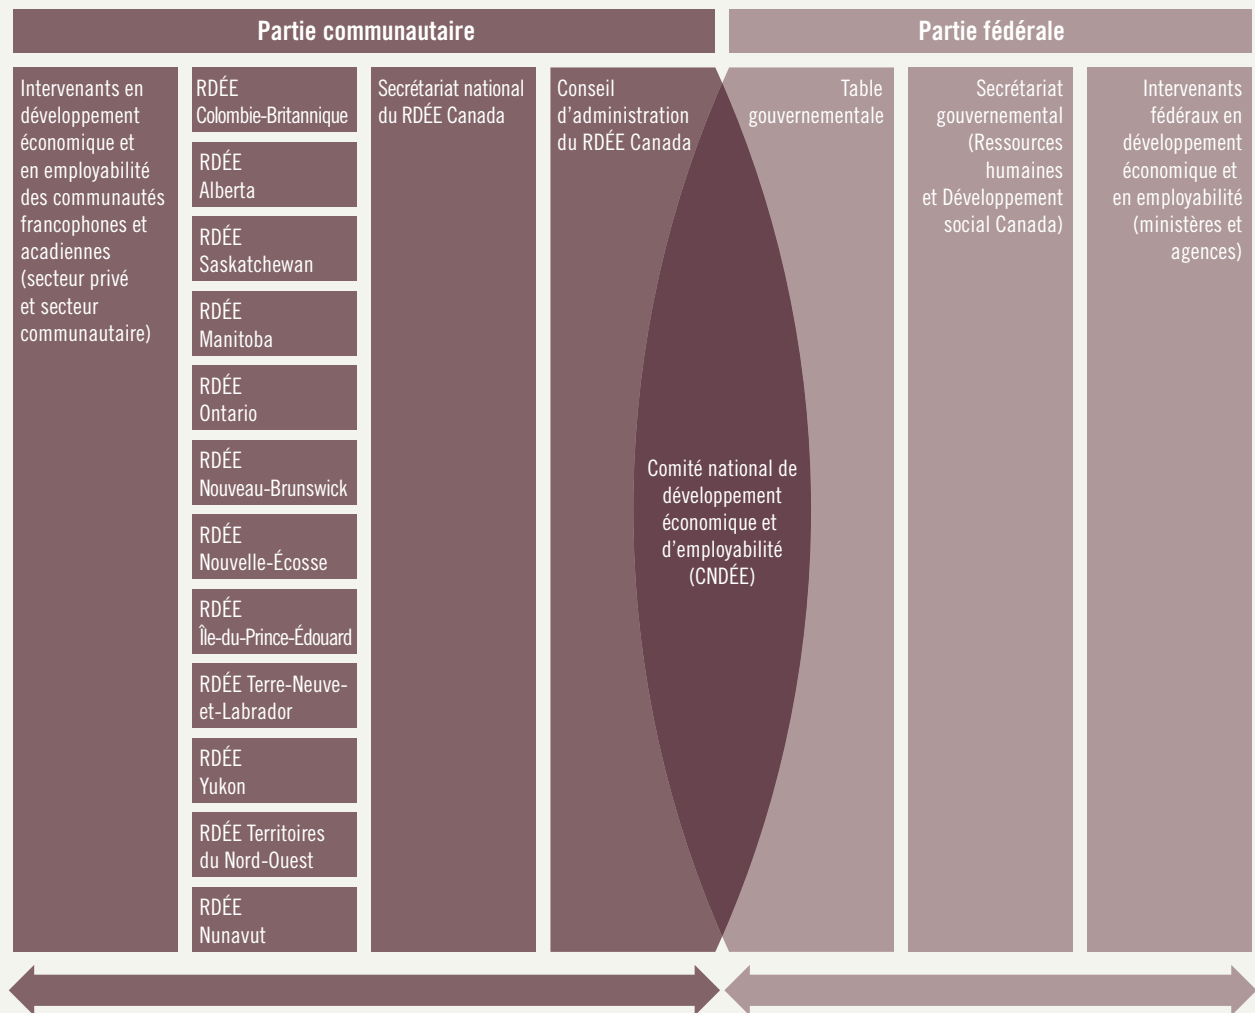 Partie communautaire
Partie fédérale
Intervenants en
développement
économique et
en employabilité
des communautés
francophones et
acadiennes
(secteur privé
et secteur
communautaire)
RDÉE
Colombie-Britannique
RDÉE
Alberta
RDÉE
Saskatchewan
RDÉE
Manitoba
RDÉE
Ontario
RDÉE
Nouveau-Brunswick
RDÉE
Nouvelle-Écosse
RDÉE
Île-du-Prince-Édouard
RDÉE Terre-Neuve-
et-Labrador
RDÉE
Yukon
RDÉE Territoires
du Nord-Ouest
RDÉE
Nunavut
Secrétariat national
du RDÉE Canada
Conseil
d’administration
du RDÉE Canada
Comité national de
développement
économique et
d’employabilité
(CNDÉE)
Table
gouvernementale
Secrétariat
gouvernemental
(Ressources
humaines
et Développement
social Canada)
Intervenants
fédéraux en
développement
économique et
en employabilité
(ministères et
agences)